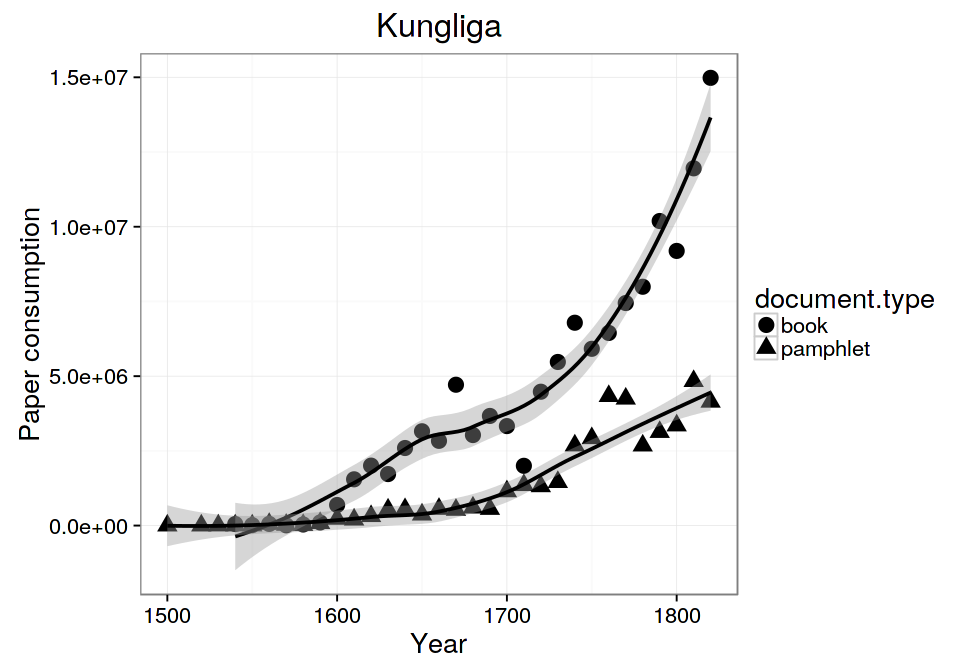 Kungliga
1.5e+07
1.0e+07
5.0e+06
0.0e+00
Paper consumption
1500 1600 1700 1800
Year
document.type
book
pamphlet